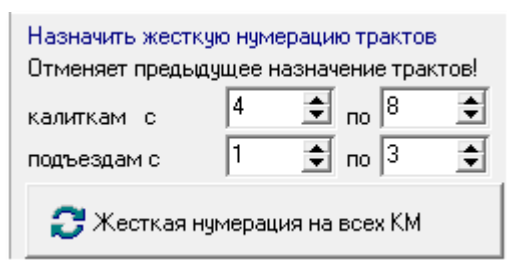 Назначить жесткую нумерацию трактов
Отменяет предыдущее назначение трактов!
калиткам с 4 по 8
подъездам с 1 по 3
Жесткая нумерация на всех КМ